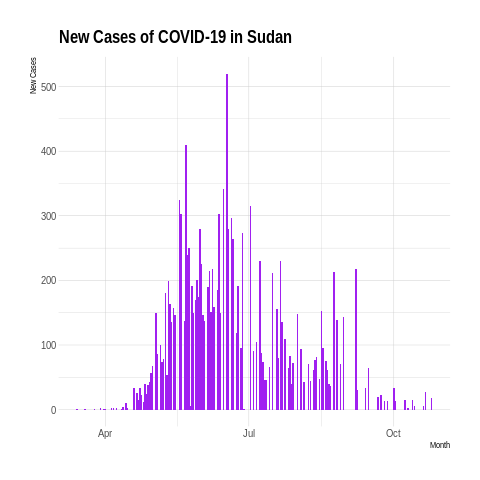 New Cases of COVID-19 in Sudan
New Cases
500
400
300
200
100
0
Apr
Jul
Oct
Month